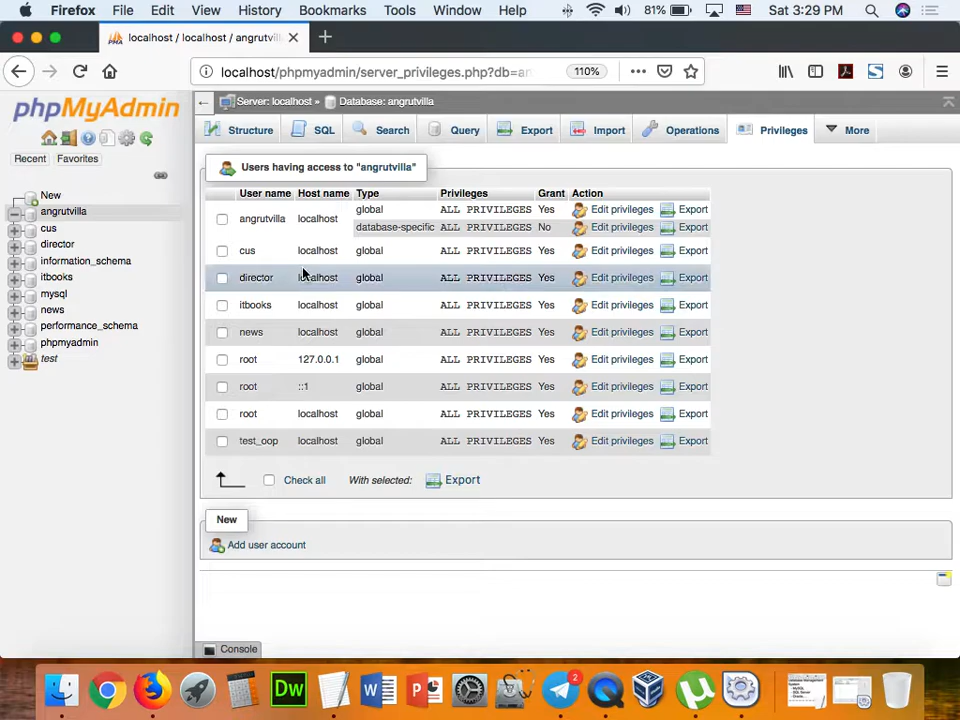 Firefox File Edit View History Bookmarks Tools Window Help 81% Sat 3:29 PM
localhost / localhost / angrutvilla
localhost/phpmyadmin/server_privileges.php?db=an 110%
phpMyAdmin
Recent Favorites
New
angrutvilla
cus
director
information_schema
itbooks
mysql
news
performance_schema
phpmyadmin
test
Server: localhost » Database: angrutvilla
Structure SQL Search Query Export Import Operations Privileges More
Users having access to "angrutvilla"
User name Host name Type Privileges Grant Action
angrutvilla localhost global ALL PRIVILEGES Yes Edit privileges Export
database-specific ALL PRIVILEGES No Edit privileges Export
cus localhost global ALL PRIVILEGES Yes Edit privileges Export
director localhost global ALL PRIVILEGES Yes Edit privileges Export
itbooks localhost global ALL PRIVILEGES Yes Edit privileges Export
news localhost global ALL PRIVILEGES Yes Edit privileges Export
root 127.0.0.1 global ALL PRIVILEGES Yes Edit privileges Export
root ::1 global ALL PRIVILEGES Yes Edit privileges Export
root localhost global ALL PRIVILEGES Yes Edit privileges Export
test_oop localhost global ALL PRIVILEGES Yes Edit privileges Export
Check all With selected: Export
New
Add user account
Console
Dw W P 2